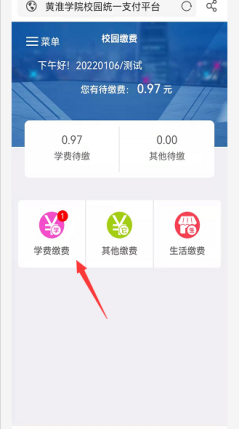 黄淮学院校园统一支付平台
菜单 校园缴费
下午好！20220106/测试
您有待缴费： 0.97 元
0.97 0.00
学费待缴 其他待缴
1
学费缴费 其他缴费 生活缴费